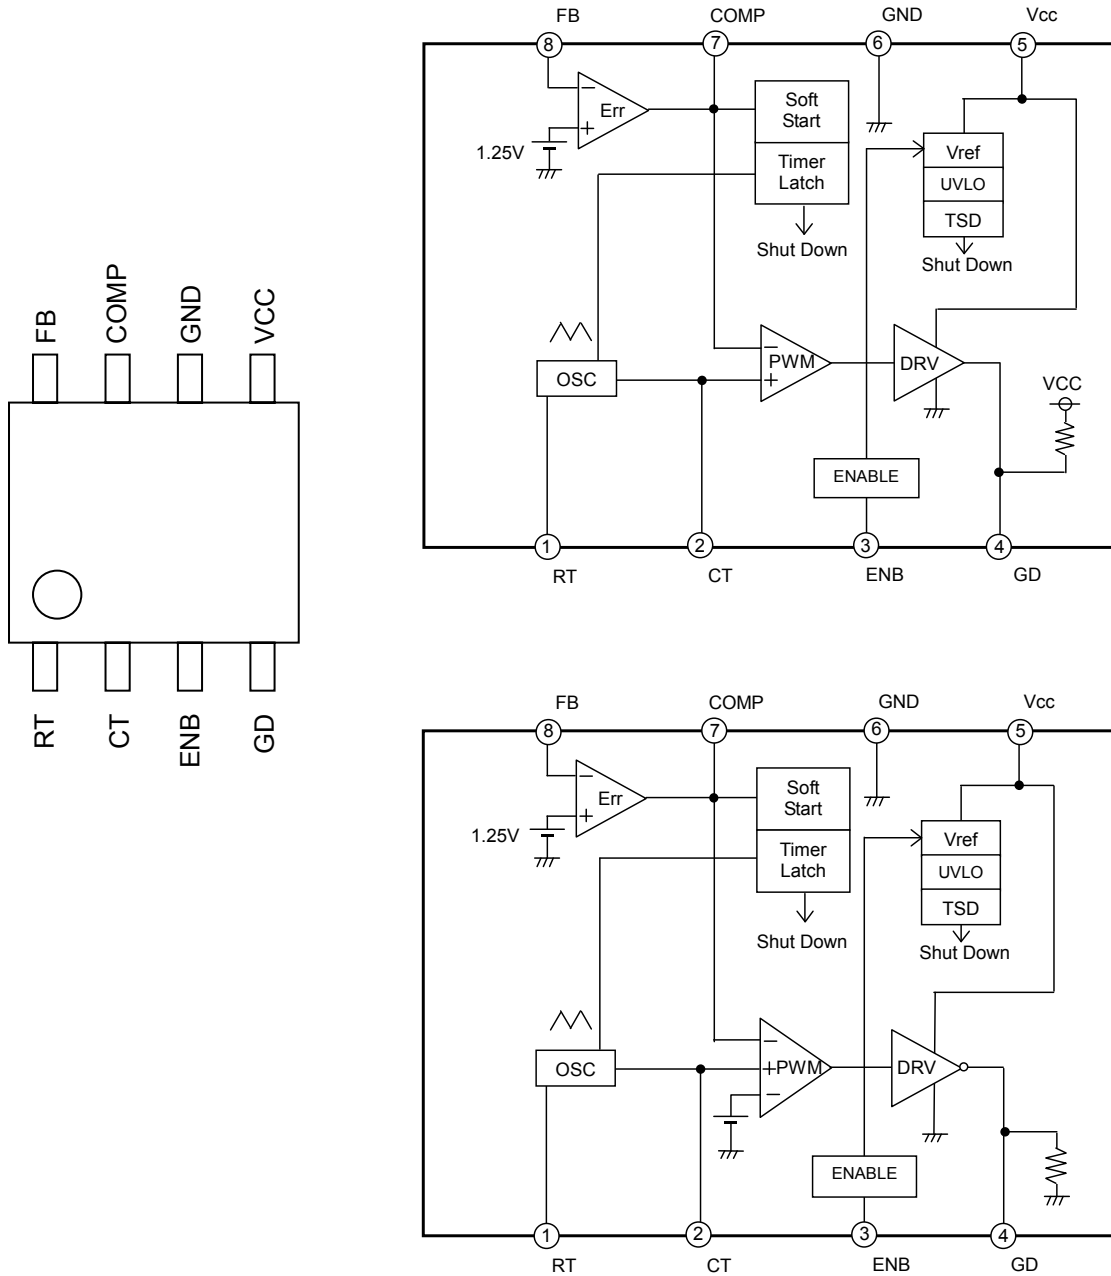 FB COMP GND VCC
RT CT ENB GD
FB COMP GND Vcc
8 7 6 5
Err
- +
1.25V
Soft
Start
Timer
Latch
Shut Down
Vref
UVLO
TSD
Shut Down
OSC
-
PWM
+
DRV
VCC
ENABLE
1 2 3 4
RT CT ENB GD
FB COMP GND Vcc
8 7 6 5
Err
- +
1.25V
Soft
Start
Timer
Latch
Shut Down
Vref
UVLO
TSD
Shut Down
OSC
-
+PWM
-
DRV
ENABLE
1 2 3 4
RT CT ENB GD